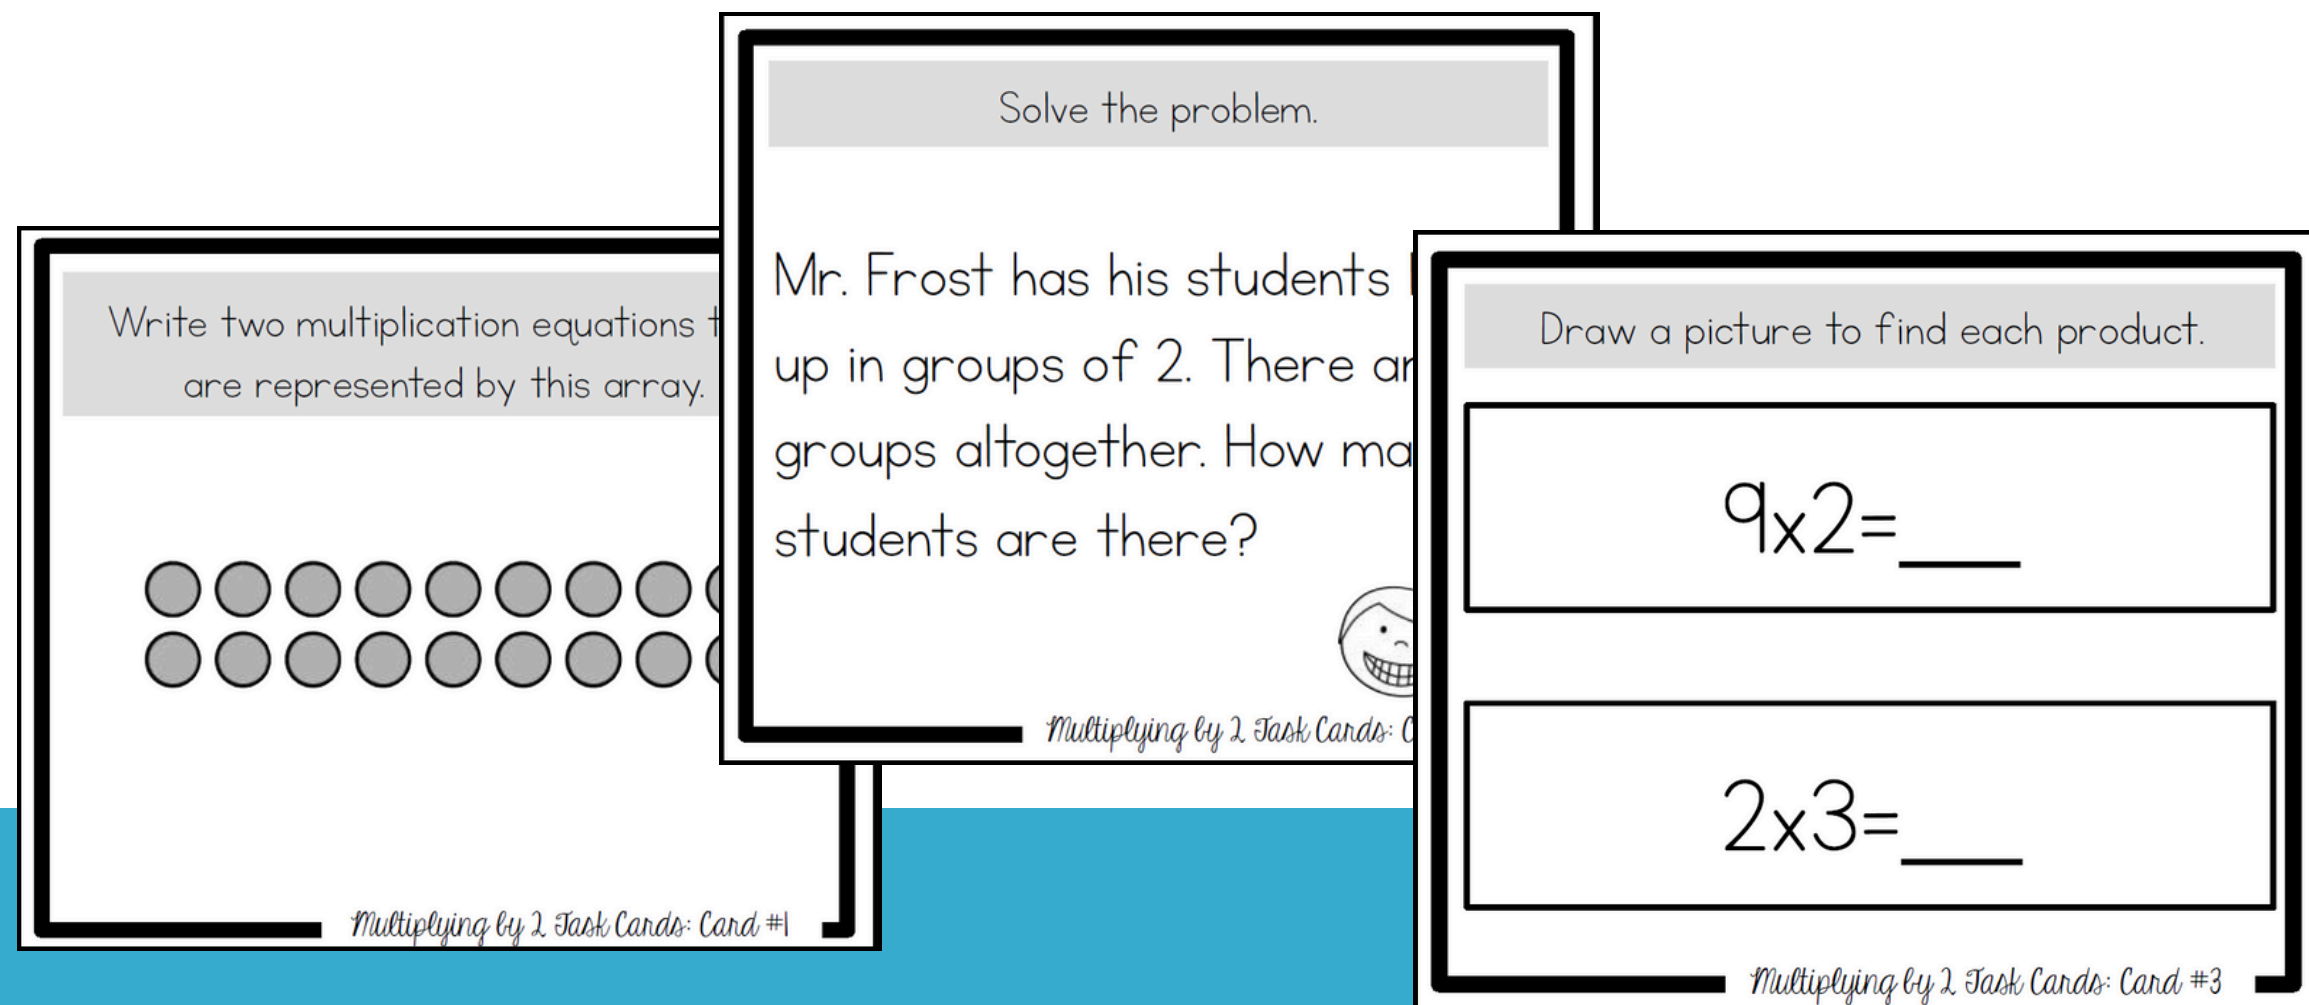 Write two multiplication equations
are represented by this array.
Multiplying by 2 Task Cards: Card #1
Solve the problem.
Mr. Frost has his students
up in groups of 2. There
groups altogether. How
students are there?
Multiplying by 2 Task Cards:
Draw a picture to find each product.
9x2=___
2x3=___
Multiplying by 2 Task Cards: Card #3